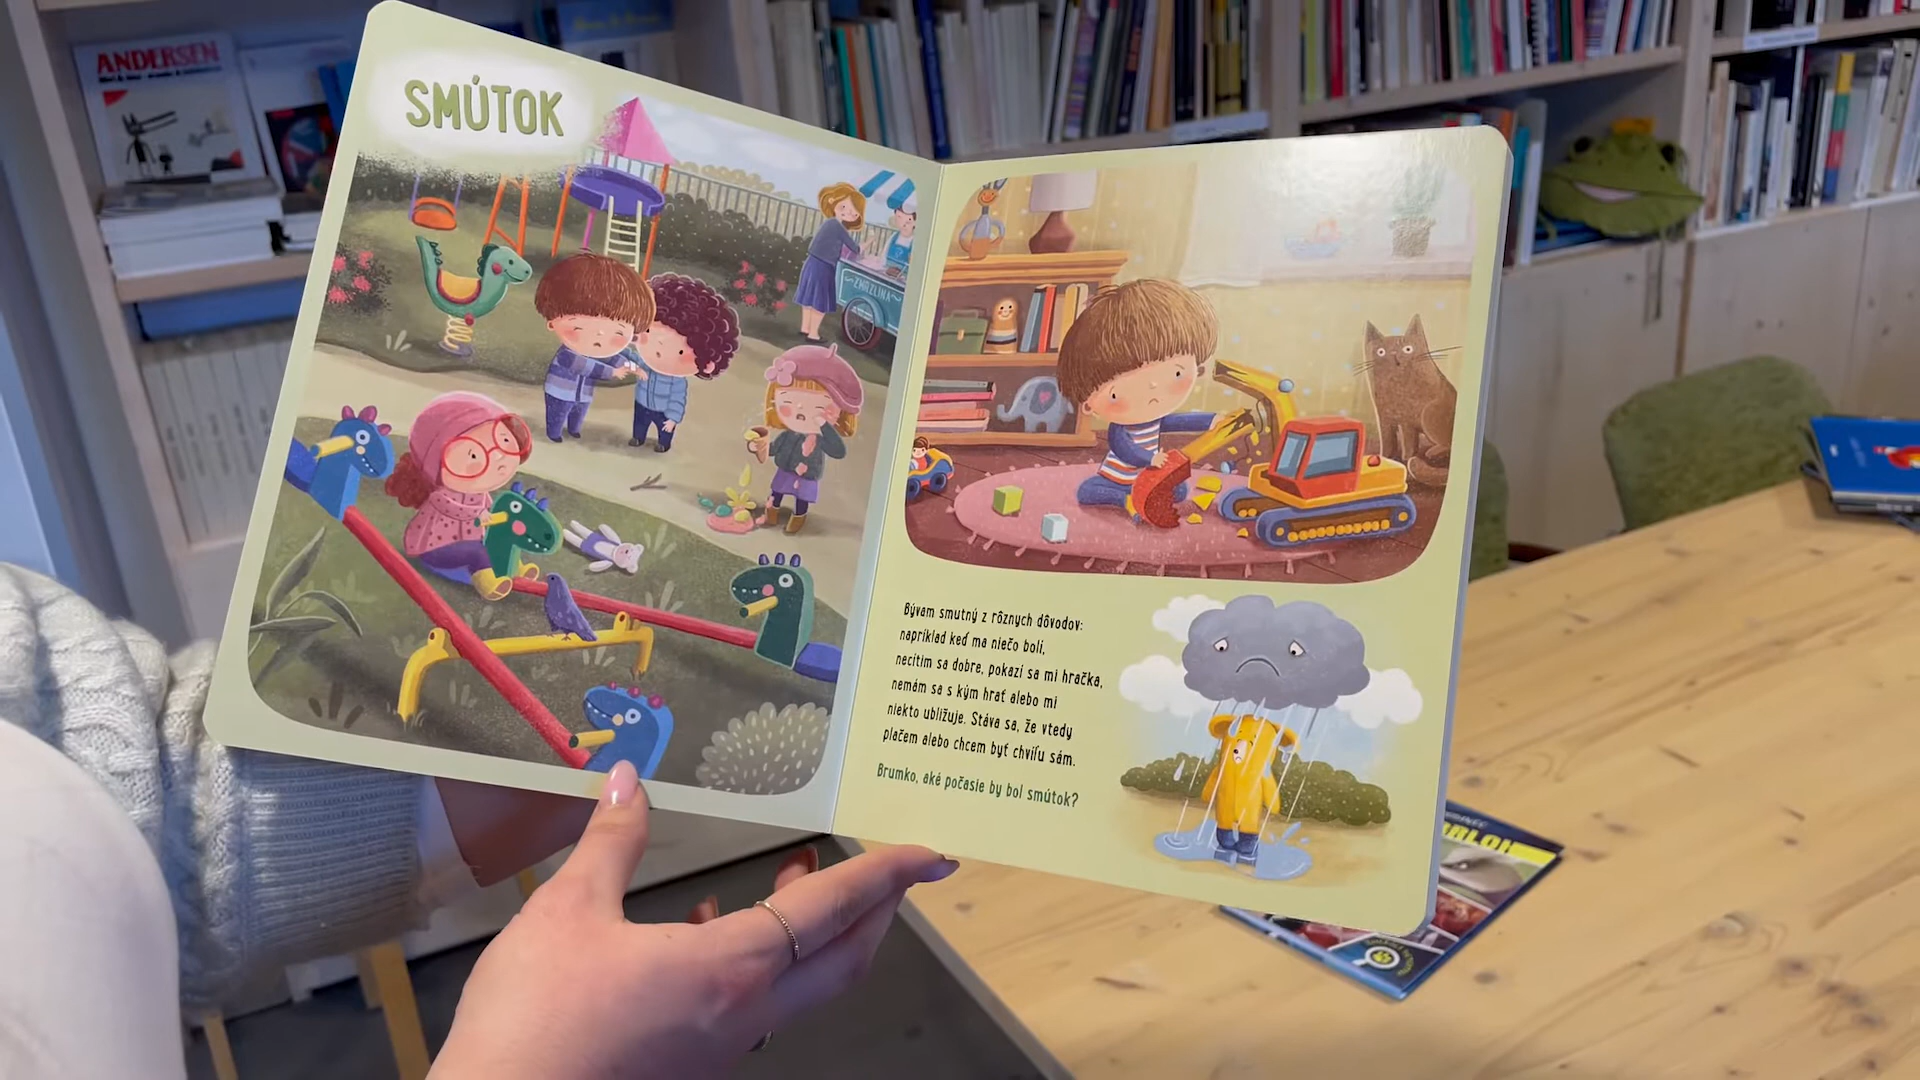 ANDERSEN
SMÚTOK
ZMRZLINA
Bývam smutný z rôznych dôvodov:
napríklad keď ma niečo bolí,
necítim sa dobre, pokazí sa mi hračka,
nemám sa s kým hrať alebo mi
niekto ubližuje. Stáva sa, že vtedy
plačem alebo chcem byť chvíľu sám.
Brumko, aké počasie by bol smútok?